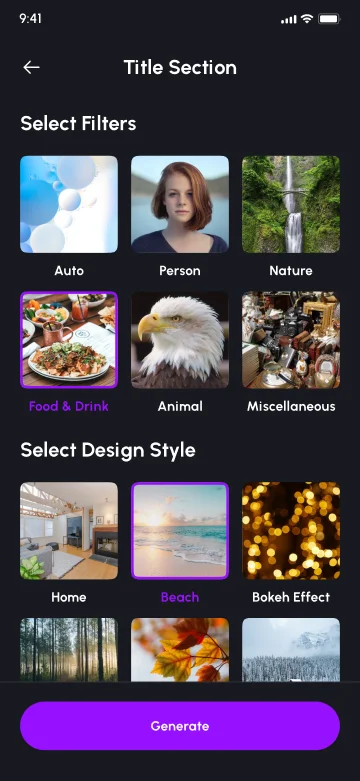 9:41
Title Section
Select Filters
Auto
Person
Nature
Food & Drink
Animal
Miscellaneous
Select Design Style
Home
Beach
Bokeh Effect
Generate